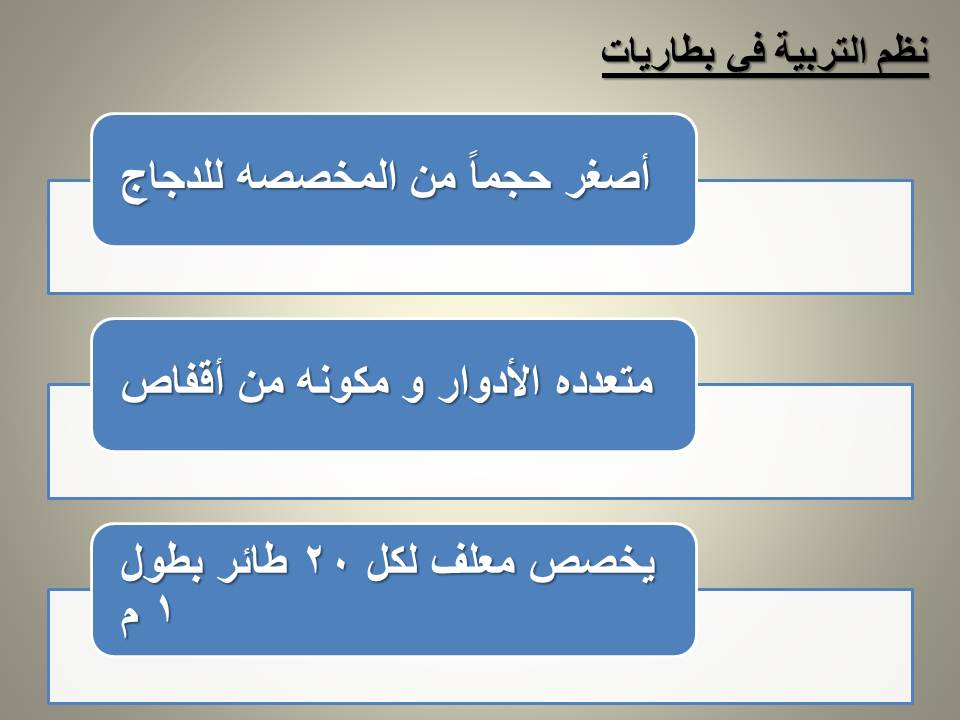 نظم التربية فى بطاريات
أصغر حجماً من المخصصه للدجاج
متعدده الأدوار و مكونه من أقفاص
يخصص معلف لكل ٢٠ طائر بطول
١ م